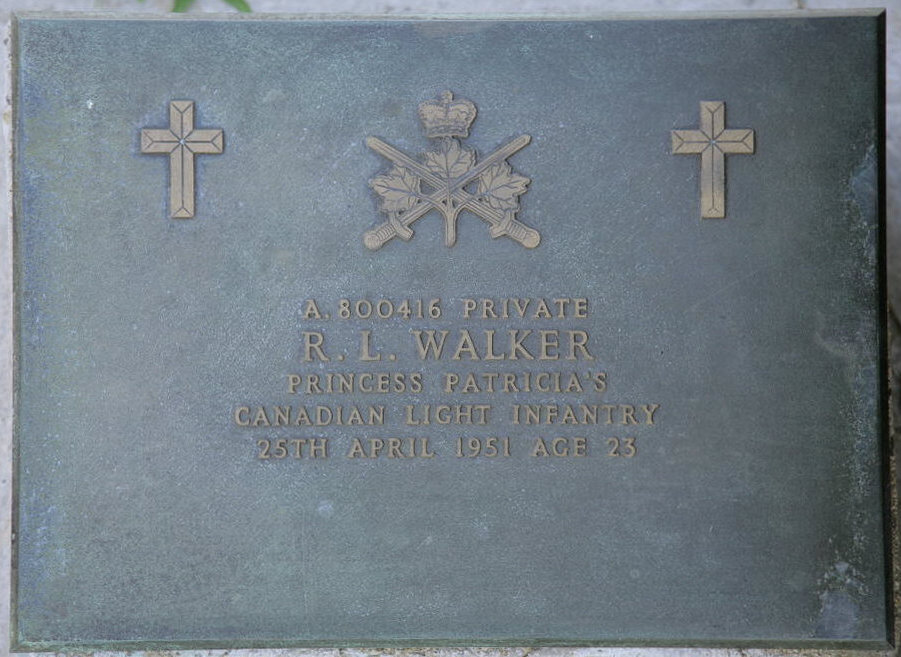 A.800416 PRIVATE
R. L. WALKER
PRINCESS PATRICIA'S
CANADIAN LIGHT INFANTRY
25TH APRIL 1951 AGE 23